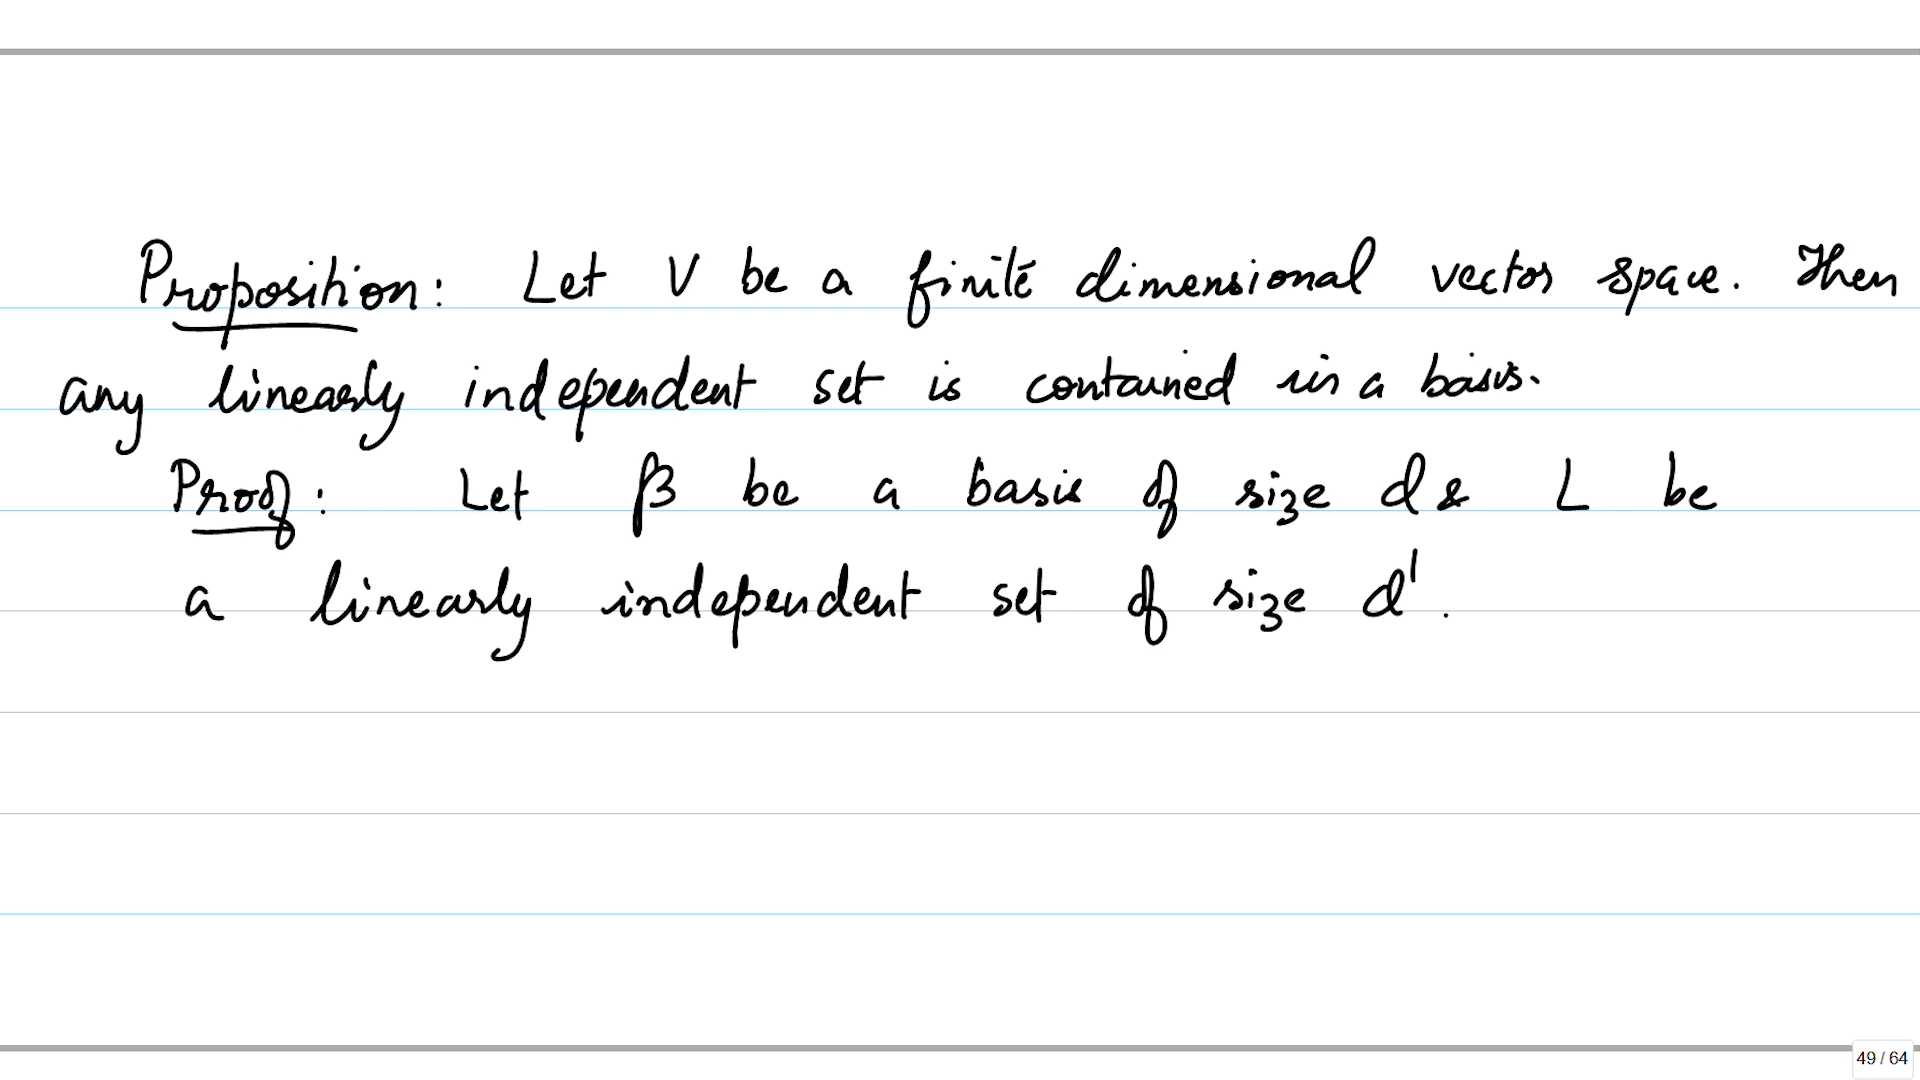 Proposition: Let V be a finite dimensional vector space. Then
any linearly independent set is contained in a basis.
Proof: Let β be a basis of size d & L be
a linearly independent set of size d'.
49 / 64